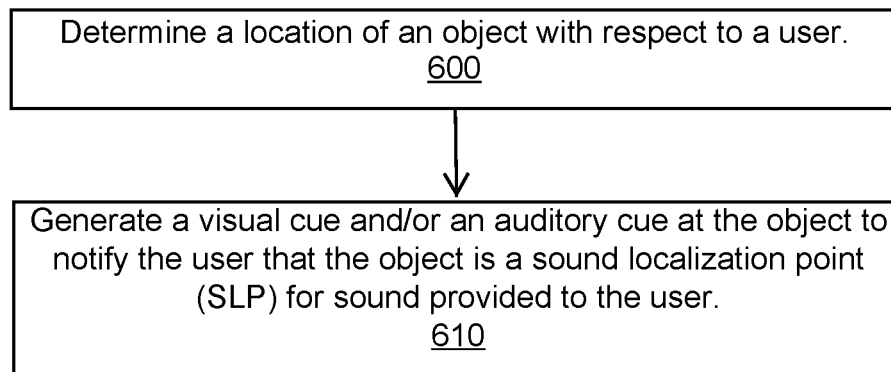 Determine a location of an object with respect to a user.
600
Generate a visual cue and/or an auditory cue at the object to
notify the user that the object is a sound localization point
(SLP) for sound provided to the user.
610